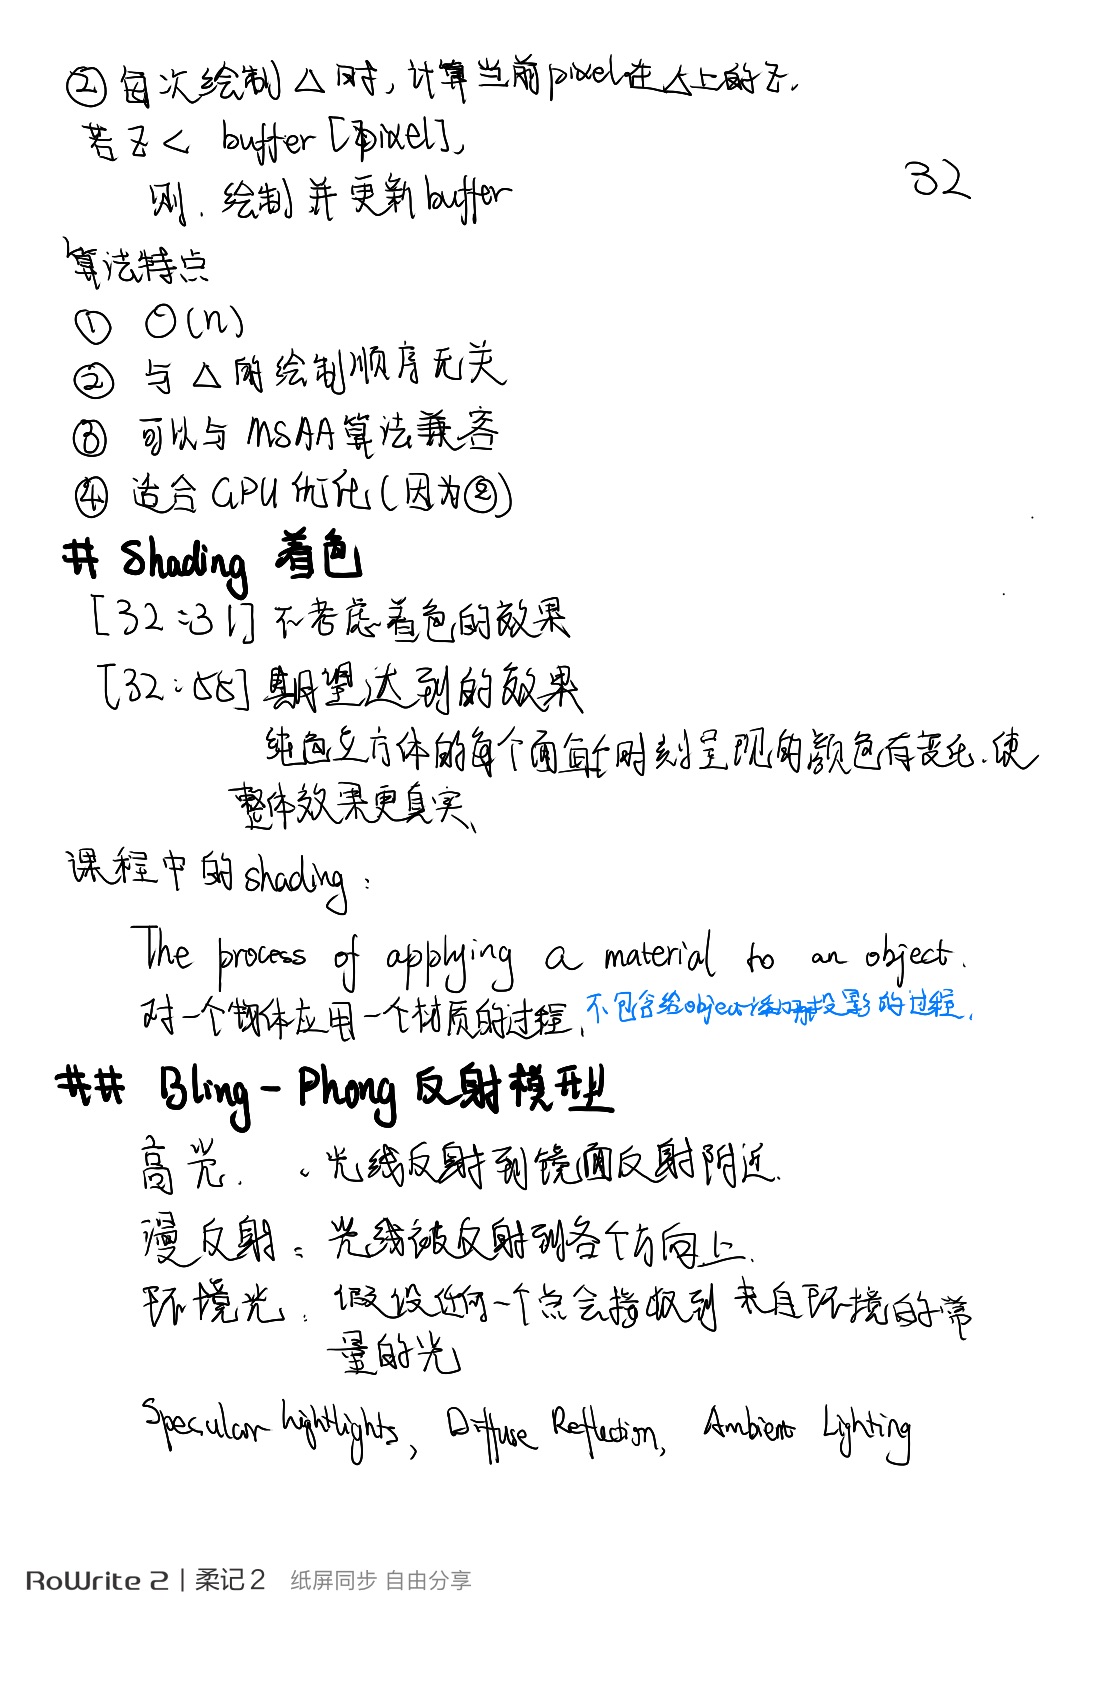 ② 每次绘制△时，计算当前pixel在△上的z.
若z < buffer[pixel],
32
则. 绘制并更新buffer
算法特点
① O(n)
② 与△的绘制顺序无关
③ 可以与MSAA算法兼容
④ 适合GPU优化(因为②)
# Shading 着色
[32:31] 不考虑着色的效果
[32:55] 期望达到的效果
纯色立方体的每个面每时刻呈现的颜色有变化.使
整体效果更真实、
课程中的shading:
The process of applying a material to an object.
对一个物体应用一个材质的过程. 不包含给object添加投影的过程.
## Bling-Phong 反射模型
高光. : 光线反射到镜面反射附近.
漫反射: 光线被反射到各个方向上.
环境光: 假设任何一个点会接收到来自环境的常
量的光
Specular hightlights, Diffuse Reflection, Ambient Lighting
RoWrite 2 | 柔记2 纸屏同步 自由分享